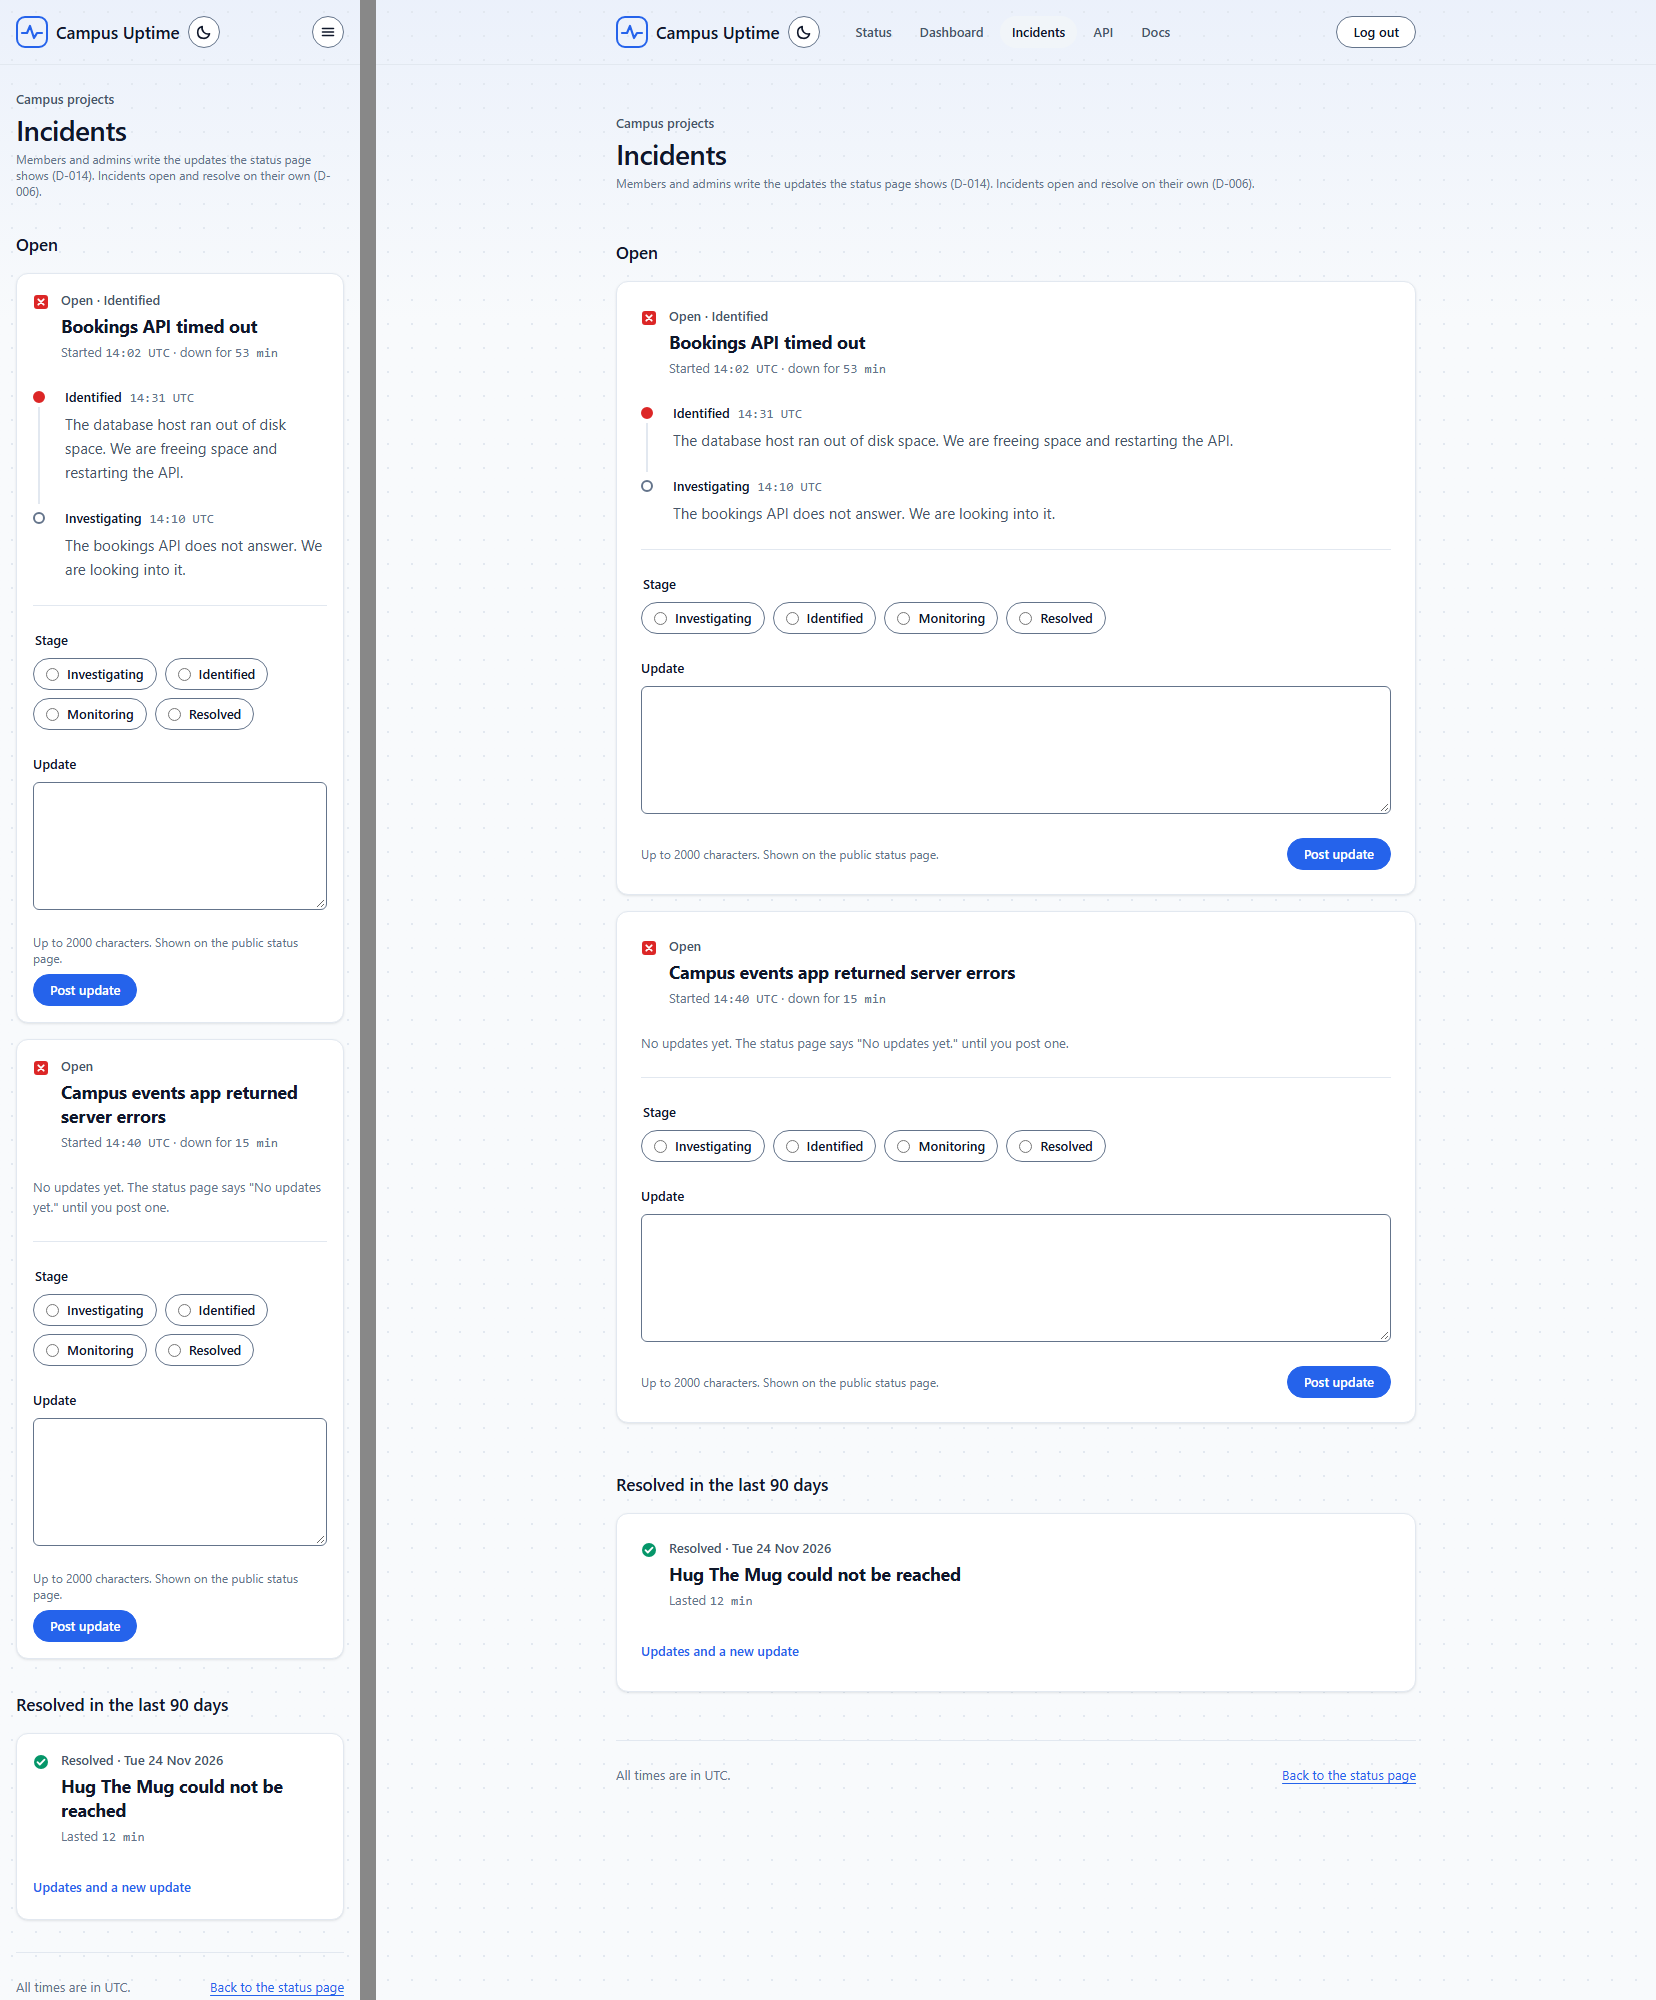 Campus Uptime
Campus projects
Incidents
Members and admins write the updates the status page
shows (D-014). Incidents open and resolve on their own (D-
006).
Open
Open · Identified
Bookings API timed out
Started 14:02 UTC · down for 53 min
Identified 14:31 UTC
The database host ran out of disk
space. We are freeing space and
restarting the API.
Investigating 14:10 UTC
The bookings API does not answer. We
are looking into it.
Stage
Investigating Identified
Monitoring Resolved
Update
Up to 2000 characters. Shown on the public status
page.
Post update
Open
Campus events app returned
server errors
Started 14:40 UTC · down for 15 min
No updates yet. The status page says "No updates
yet." until you post one.
Stage
Investigating Identified
Monitoring Resolved
Update
Up to 2000 characters. Shown on the public status
page.
Post update
Resolved in the last 90 days
Resolved · Tue 24 Nov 2026
Hug The Mug could not be
reached
Lasted 12 min
Updates and a new update
All times are in UTC. Back to the status page
Campus Uptime Status Dashboard Incidents API Docs Log out
Campus projects
Incidents
Members and admins write the updates the status page shows (D-014). Incidents open and resolve on their own (D-006).
Open
Open · Identified
Bookings API timed out
Started 14:02 UTC · down for 53 min
Identified 14:31 UTC
The database host ran out of disk space. We are freeing space and restarting the API.
Investigating 14:10 UTC
The bookings API does not answer. We are looking into it.
Stage
Investigating Identified Monitoring Resolved
Update
Up to 2000 characters. Shown on the public status page. Post update
Open
Campus events app returned server errors
Started 14:40 UTC · down for 15 min
No updates yet. The status page says "No updates yet." until you post one.
Stage
Investigating Identified Monitoring Resolved
Update
Up to 2000 characters. Shown on the public status page. Post update
Resolved in the last 90 days
Resolved · Tue 24 Nov 2026
Hug The Mug could not be reached
Lasted 12 min
Updates and a new update
All times are in UTC. Back to the status page